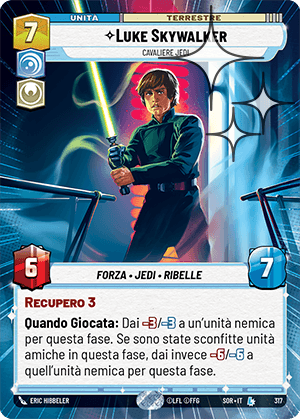 UNITÀ TERRESTRE
7 ✧LUKE SKYWALKER
CAVALIERE JEDI
6 FORZA • JEDI • RIBELLE 7
RECUPERO 3
Quando Giocata: Dai -3/-3 a un'unità nemica
per questa fase. Se sono state sconfitte unità
amiche in questa fase, dai invece -6/-6 a
quell'unità nemica per questa fase.
ERIC HIBBELER ©LFL ©FFG SOR•IT L 317